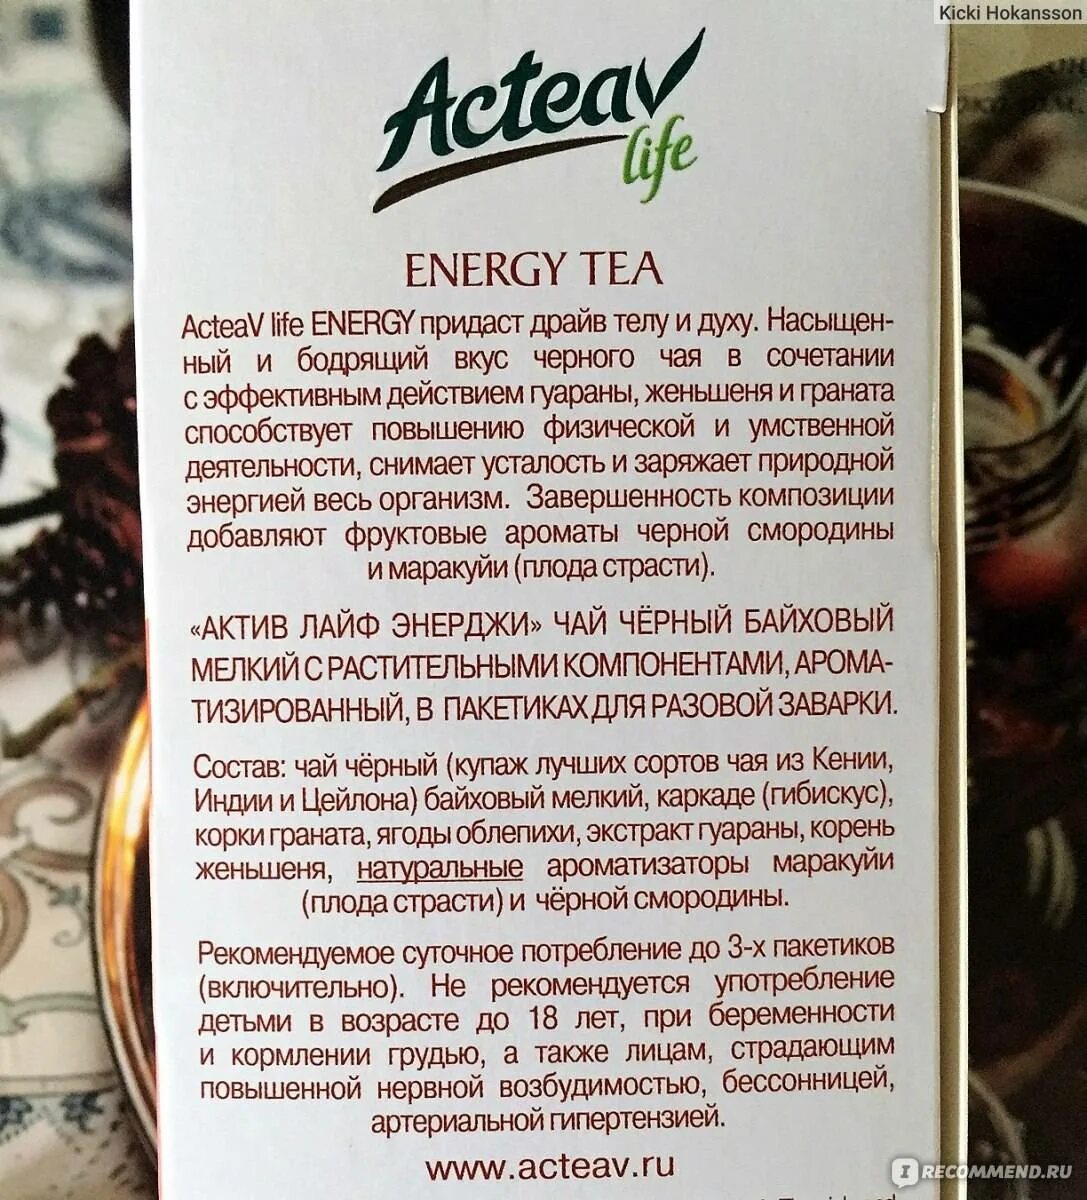 Kicki Hokansson
ActeaV
life
ENERGY TEA
ActeaV life ENERGY придаст драйв телу и духу. Насыщен-
ный и бодрящий вкус черного чая в сочетании
с эффективным действием гуараны, женьшеня и граната
способствует повышению физической и умственной
деятельности, снимает усталость и заряжает природной
энергией весь организм. Завершенность композиции
добавляют фруктовые ароматы черной смородины
и маракуйи (плода страсти).
«АКТИВ ЛАЙФ ЭНЕРДЖИ» ЧАЙ ЧЁРНЫЙ БАЙХОВЫЙ
МЕЛКИЙ С РАСТИТЕЛЬНЫМИ КОМПОНЕНТАМИ, АРОМА-
ТИЗИРОВАННЫЙ, В ПАКЕТИКАХ ДЛЯ РАЗОВОЙ ЗАВАРКИ.
Состав: чай чёрный (купаж лучших сортов чая из Кении,
Индии и Цейлона) байховый мелкий, каркаде (гибискус),
корки граната, ягоды облепихи, экстракт гуараны, корень
женьшеня, натуральные ароматизаторы маракуйи
(плода страсти) и чёрной смородины.
Рекомендуемое суточное потребление до 3-х пакетиков
(включительно). Не рекомендуется употребление
детьми в возрасте до 18 лет, при беременности
и кормлении грудью, а также лицам, страдающим
повышенной нервной возбудимостью, бессонницей,
артериальной гипертензией.
www.acteav.ru
IRECOMMEND.RU